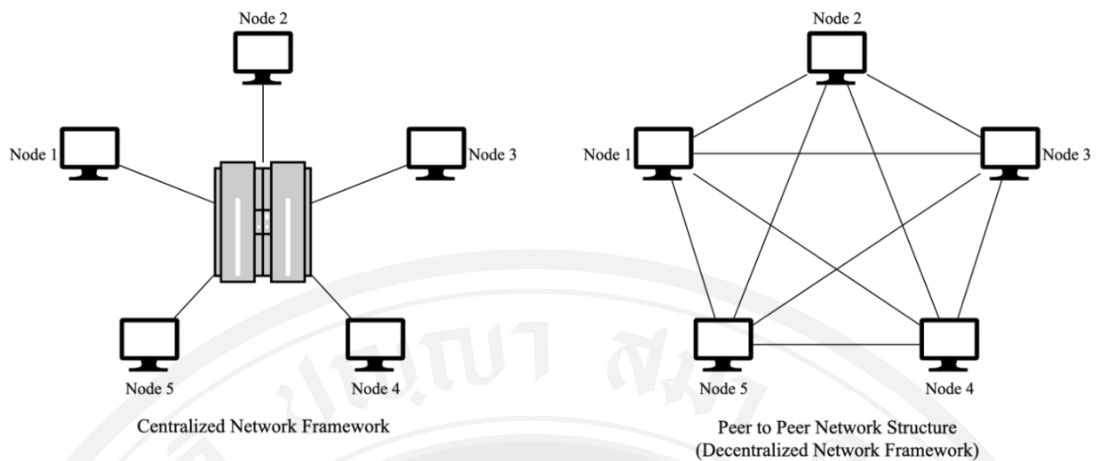 Node 2
Node 1
Node 3
Node 5
Node 4
Centralized Network Framework
Node 2
Node 1
Node 3
Node 5
Node 4
Peer to Peer Network Structure
(Decentralized Network Framework)